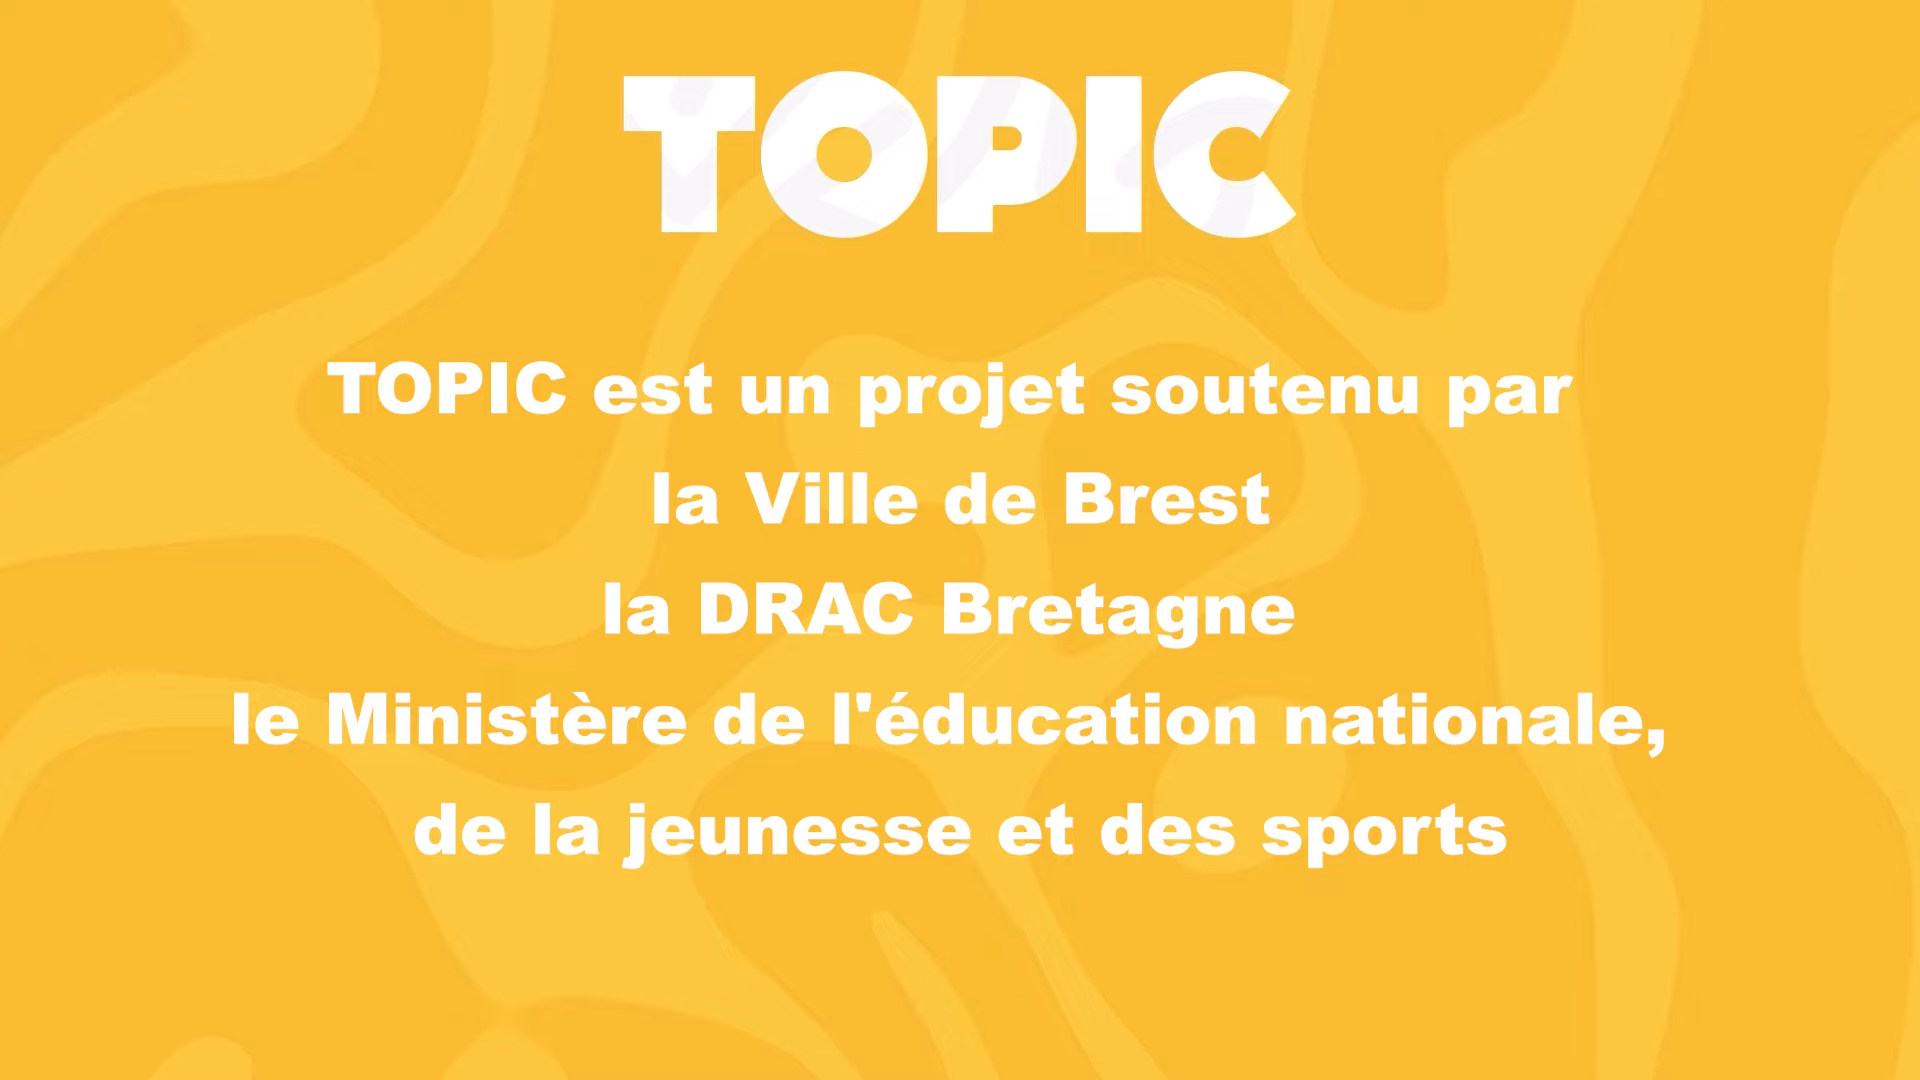 TOPIC
TOPIC est un projet soutenu par
la Ville de Brest
la DRAC Bretagne
le Ministère de l'éducation nationale,
de la jeunesse et des sports